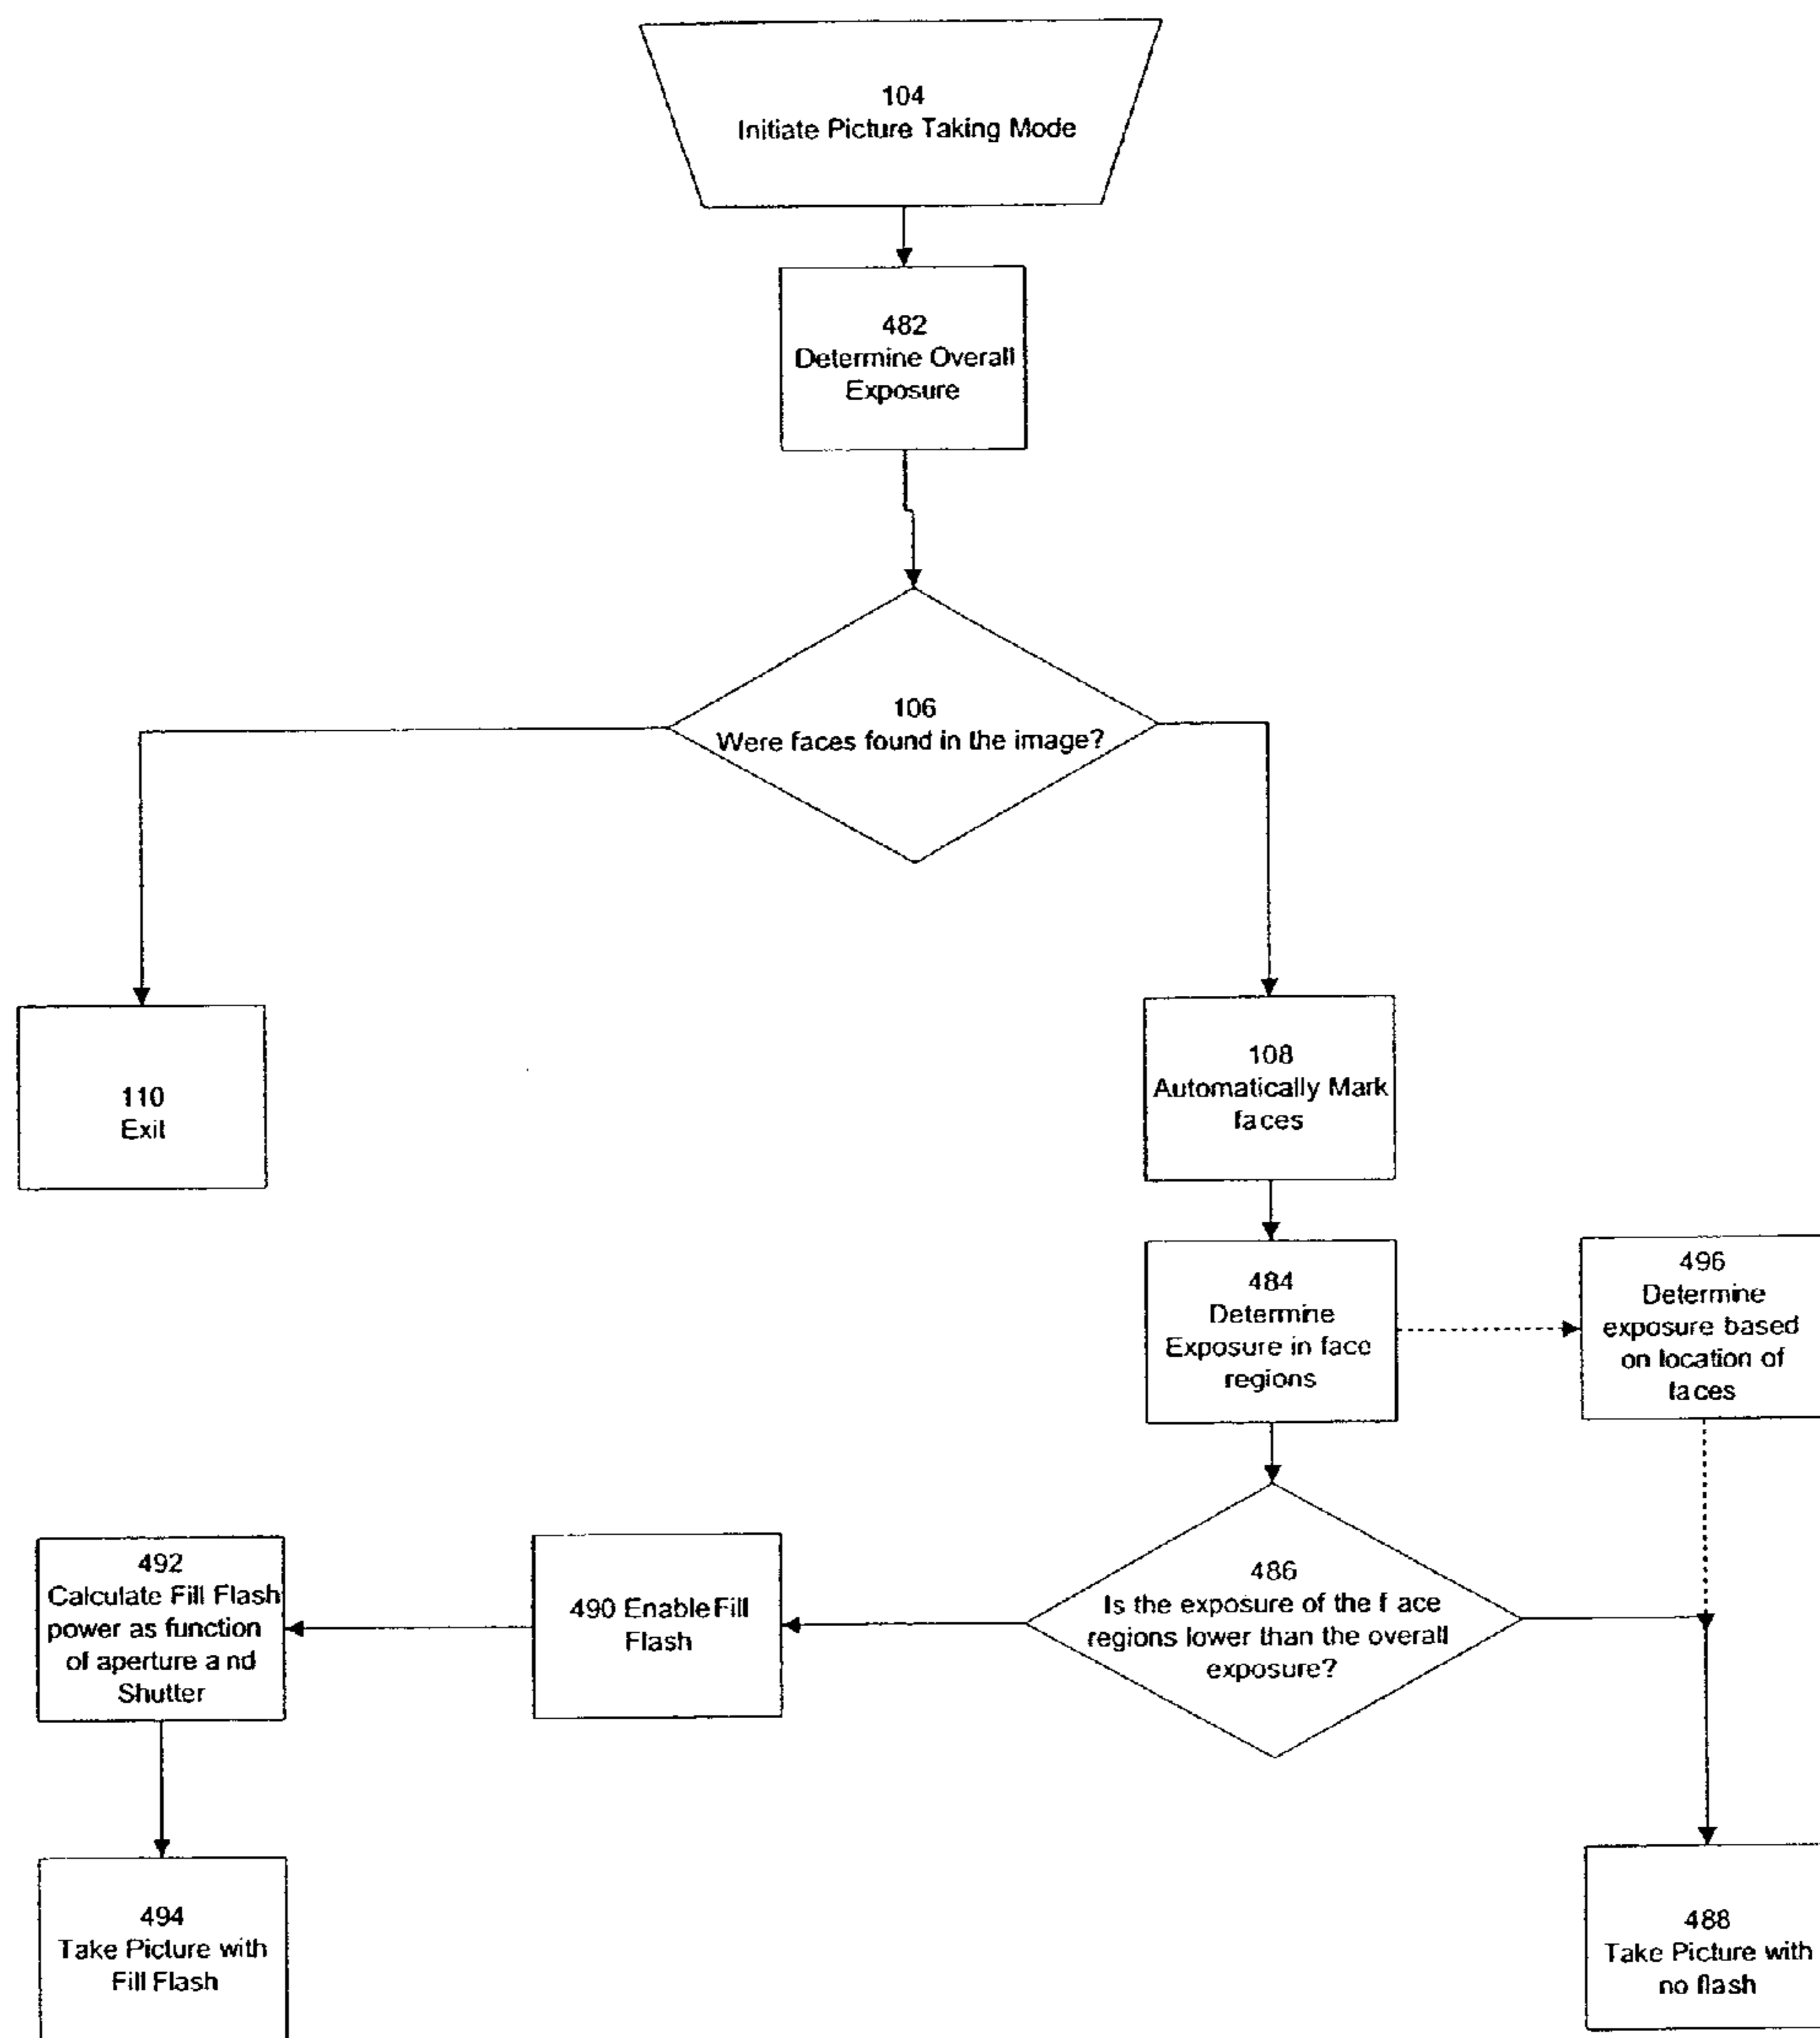 104
Initiate Picture Taking Mode
482
Determine Overall
Exposure
106
Were faces found in the image?
110
Exit
108
Automatically Mark
faces
484
Determine
Exposure in face
regions
496
Determine
exposure based
on location of
faces
486
Is the exposure of the f ace
regions lower than the overall
exposure?
490 Enable Fill
Flash
492
Calculate Fill Flash
power as function
of aperture and
Shutter
494
Take Picture with
Fill Flash
488
Take Picture with
no flash